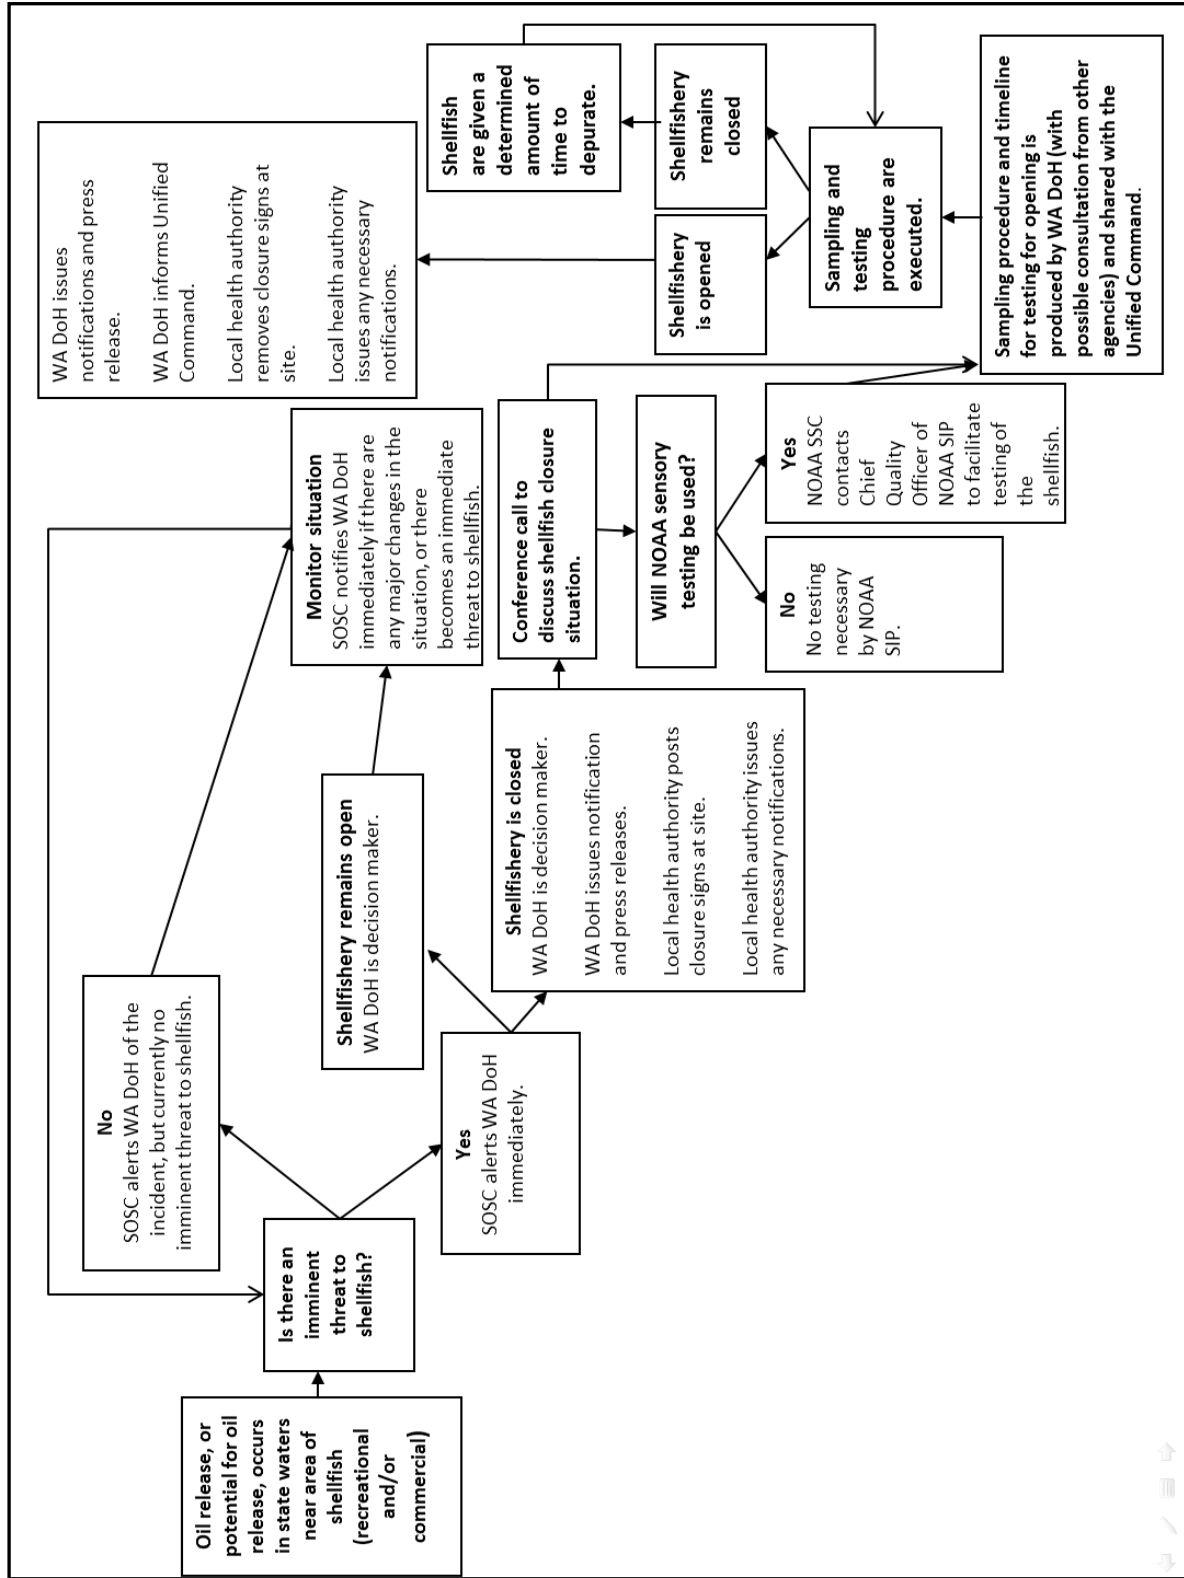 Oil release, or
potential for oil
release, occurs
in state waters
near area of
shellfish
(recreational
and/or
commercial)
Is there an
imminent
threat to
shellfish?
No
SOSC alerts WA DoH of the
incident, but currently no
imminent threat to shellfish.
Yes
SOSC alerts WA DoH
immediately.
Shellfishery remains open
WA DoH is decision maker.
Shellfishery is closed
WA DoH is decision maker.
WA DoH issues notification
and press releases.
Local health authority posts
closure signs at site.
Local health authority issues
any necessary notifications.
Monitor situation
SOSC notifies WA DoH
immediately if there are
any major changes in the
situation, or there
becomes an immediate
threat to shellfish.
Conference call to
discuss shellfish closure
situation.
Will NOAA sensory
testing be used?
No
No testing
necessary
by NOAA
SIP.
Yes
NOAA SSC
contacts
Chief
Quality
Officer of
NOAA SIP
to facilitate
testing of
the
shellfish.
Sampling procedure and timeline
for testing for opening is
produced by WA DoH (with
possible consultation from other
agencies) and shared with the
Unified Command.
Sampling and
testing
procedure are
executed.
Shellfishery
is opened
Shellfishery
remains
closed
Shellfish
are given a
determined
amount of
time to
depurate.
WA DoH issues
notifications and press
release.
WA DoH informs Unified
Command.
Local health authority
removes closure signs at
site.
Local health authority
issues any necessary
notifications.